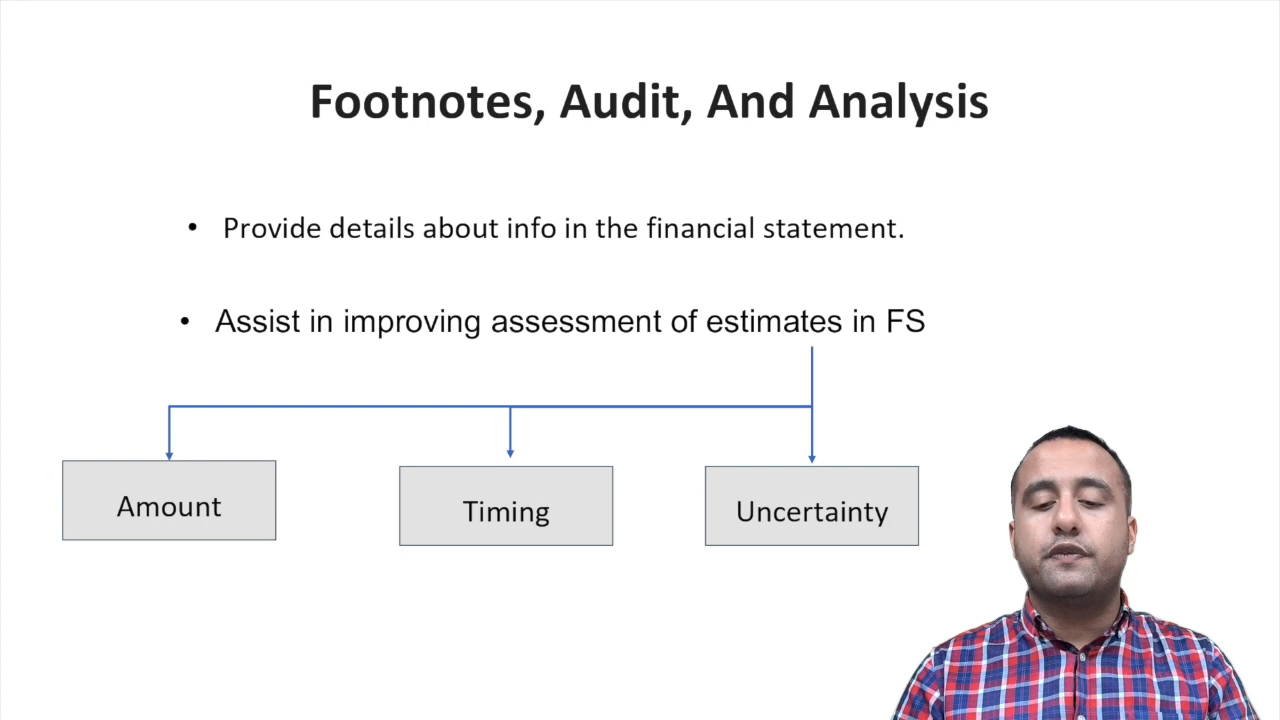 Footnotes, Audit, And Analysis
• Provide details about info in the financial statement.
• Assist in improving assessment of estimates in FS
Amount
Timing
Uncertainty